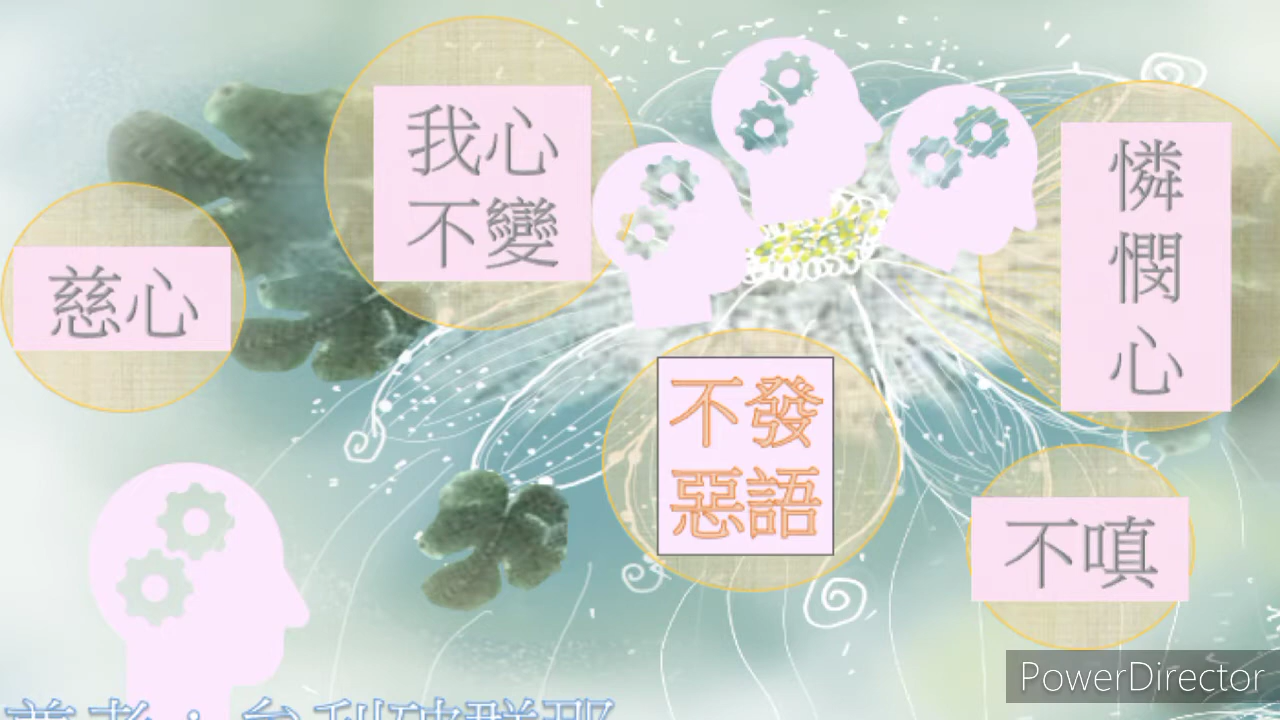 我心
不變
慈心
憐
憫
心
不發
惡語
不嗔
PowerDirector